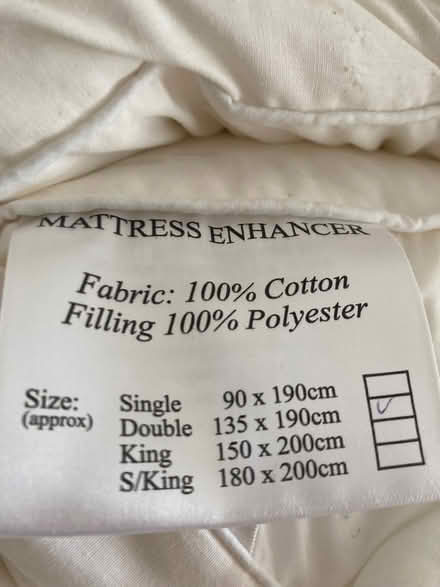 MATTRESS ENHANCER
Fabric: 100% Cotton
Filling 100% Polyester
Size: Single 90 x 190cm
(approx) Double 135 x 190cm ✓
King 150 x 200cm
S/King 180 x 200cm